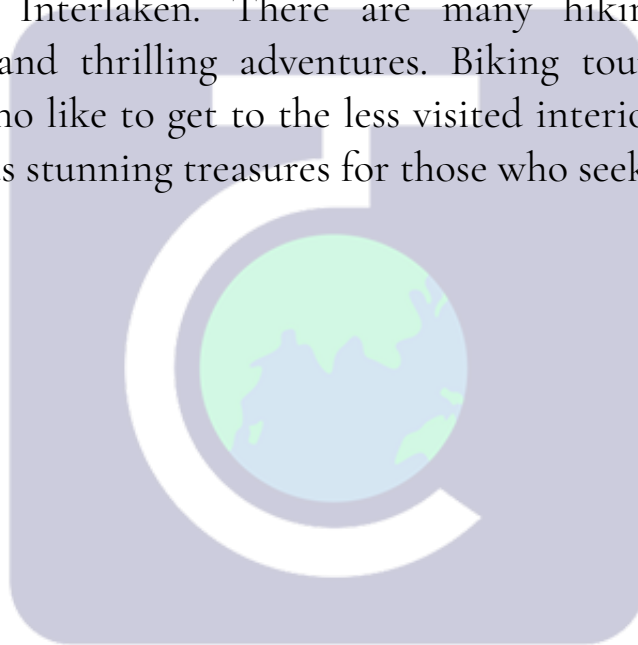 Interlaken. There are many hikin
and thrilling adventures. Biking tou
ho like to get to the less visited interio
s stunning treasures for those who seek